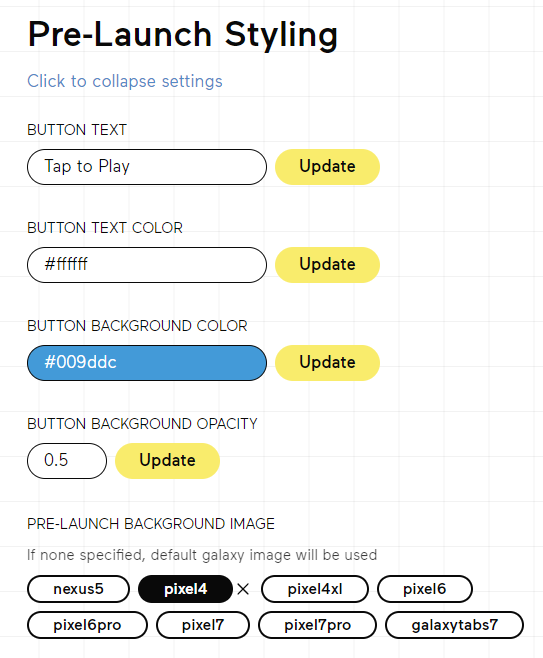 Pre-Launch Styling
Click to collapse settings
BUTTON TEXT
Tap to Play Update
BUTTON TEXT COLOR
#ffffff Update
BUTTON BACKGROUND COLOR
#009ddc Update
BUTTON BACKGROUND OPACITY
0.5 Update
PRE-LAUNCH BACKGROUND IMAGE
If none specified, default galaxy image will be used
nexus5 pixel4 × pixel4xl pixel6
pixel6pro pixel7 pixel7pro galaxytabs7